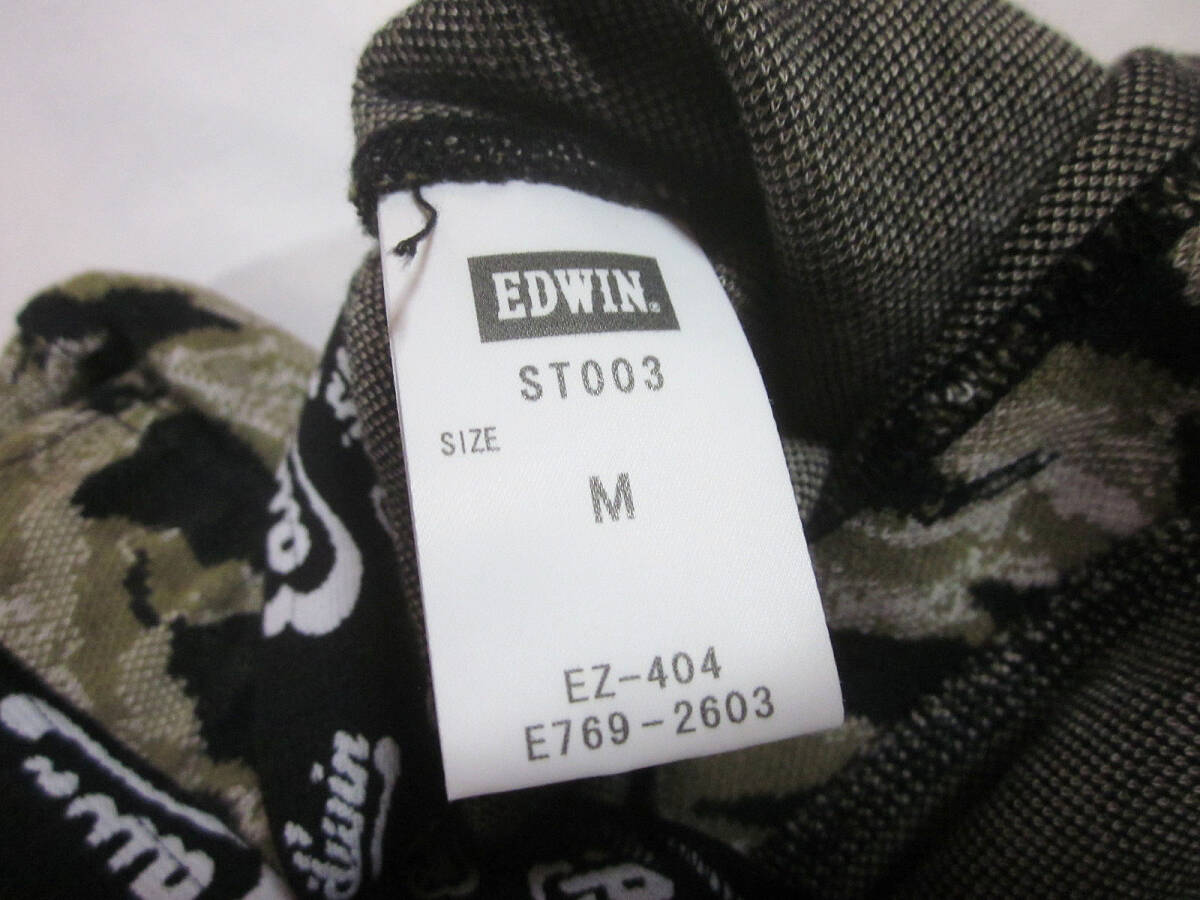 EDWIN.
ST003
SIZE
M
EZ-404
E769-2603